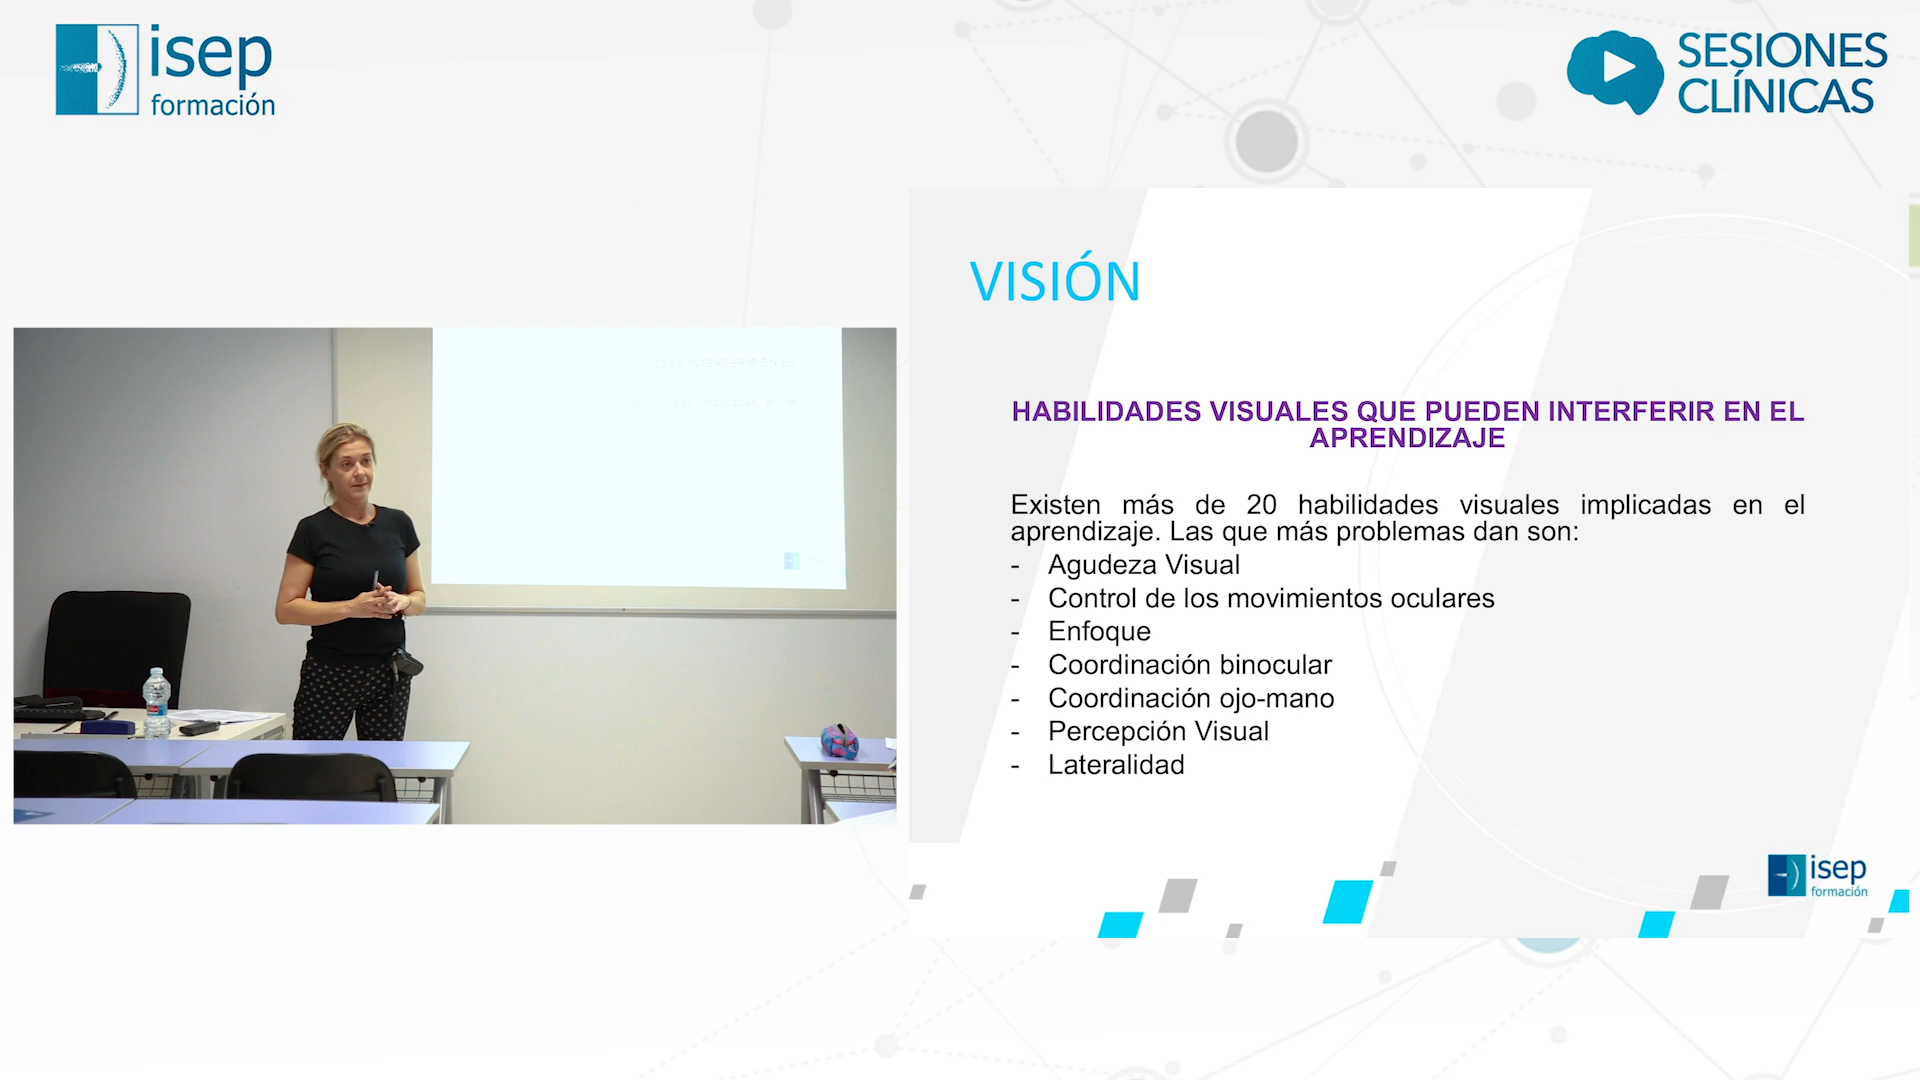 isep
formación
SESIONES
CLÍNICAS
VISIÓN
HABILIDADES VISUALES QUE PUEDEN INTERFERIR EN EL
APRENDIZAJE
Existen más de 20 habilidades visuales implicadas en el
aprendizaje. Las que más problemas dan son:
- Agudeza Visual
- Control de los movimientos oculares
- Enfoque
- Coordinación binocular
- Coordinación ojo-mano
- Percepción Visual
- Lateralidad
isep
formación